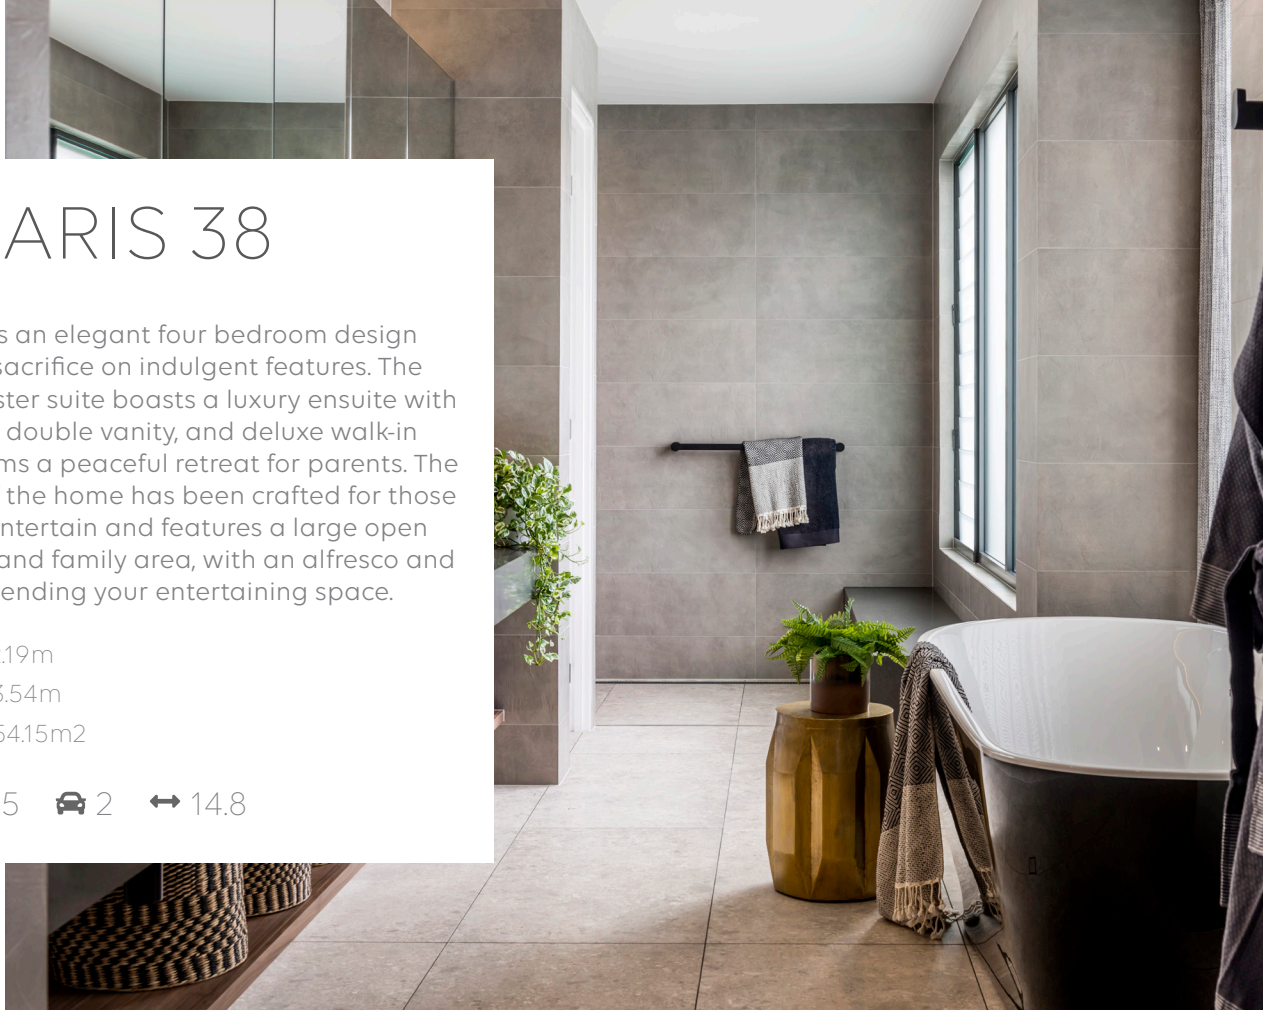 ARIS 38
s an elegant four bedroom design
sacrifice on indulgent features. The
ster suite boasts a luxury ensuite with
double vanity, and deluxe walk-in
ms a peaceful retreat for parents. The
the home has been crafted for those
ntertain and features a large open
and family area, with an alfresco and
ending your entertaining space.
.19m
3.54m
54.15m2
5 2 14.8